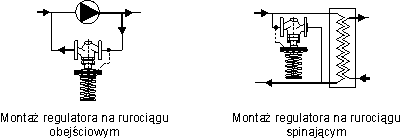 Montaż regulatora na rurociągu
obejściowym
Montaż regulatora na rurociągu
spinającym